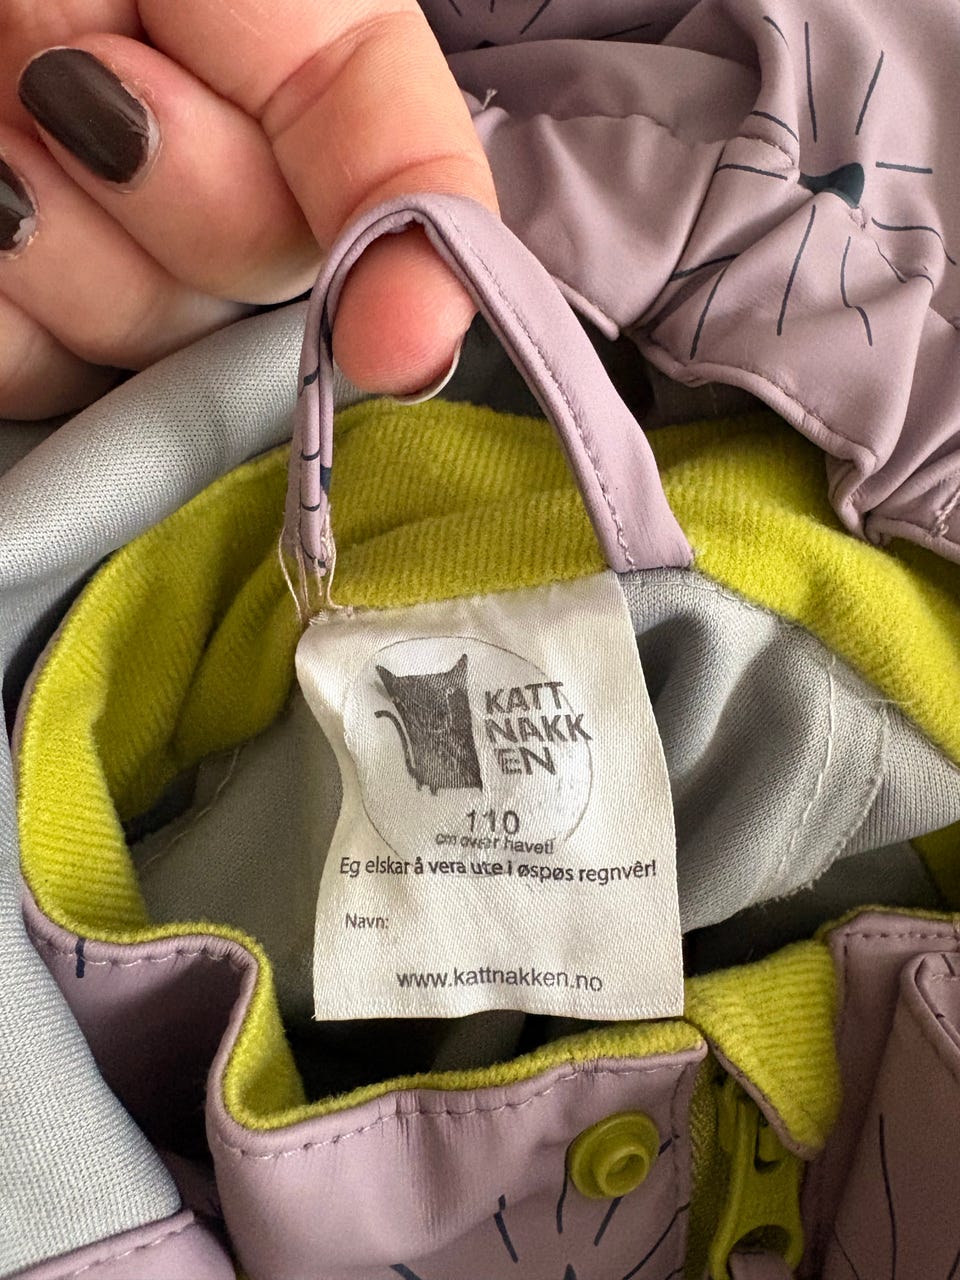 KATT
NAKK
EN
110
cm over havet!
Eg elskar å vera ute i øspøs regnvêr!
Navn:
www.kattnakken.no